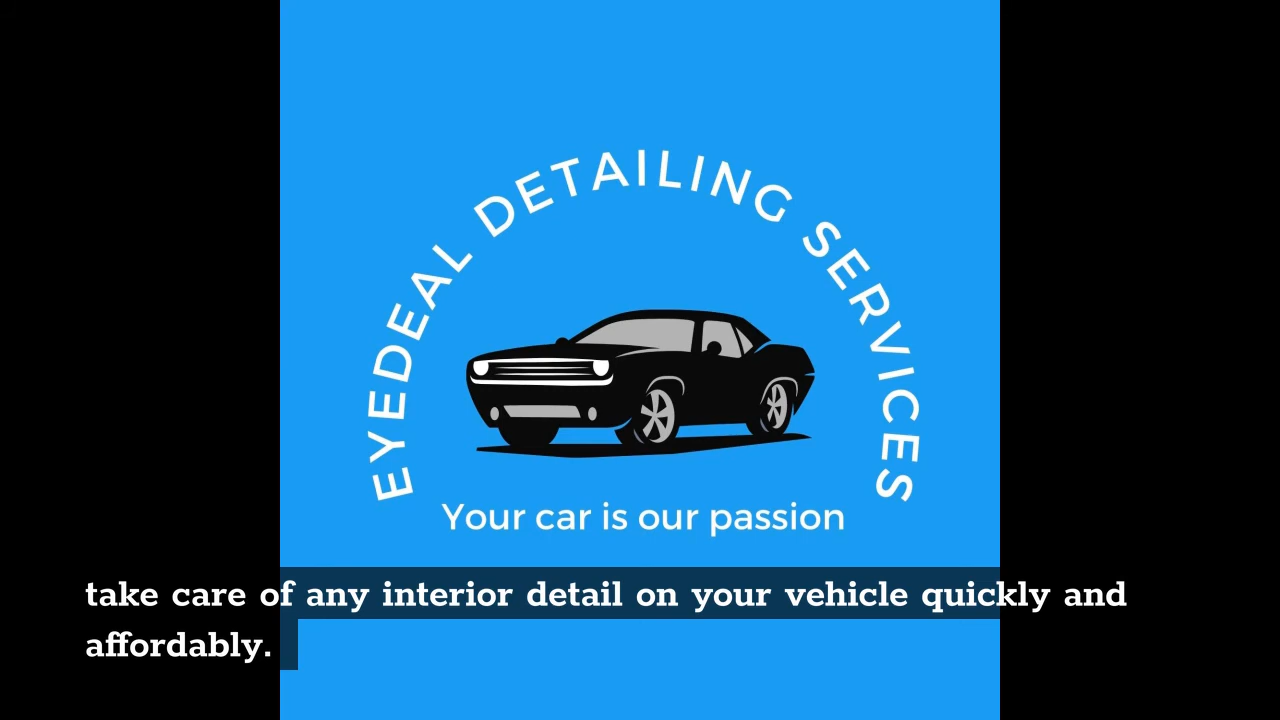 EYEDEAL DETAILING SERVICES
Your car is our passion
take care of any interior detail on your vehicle quickly and
affordably.